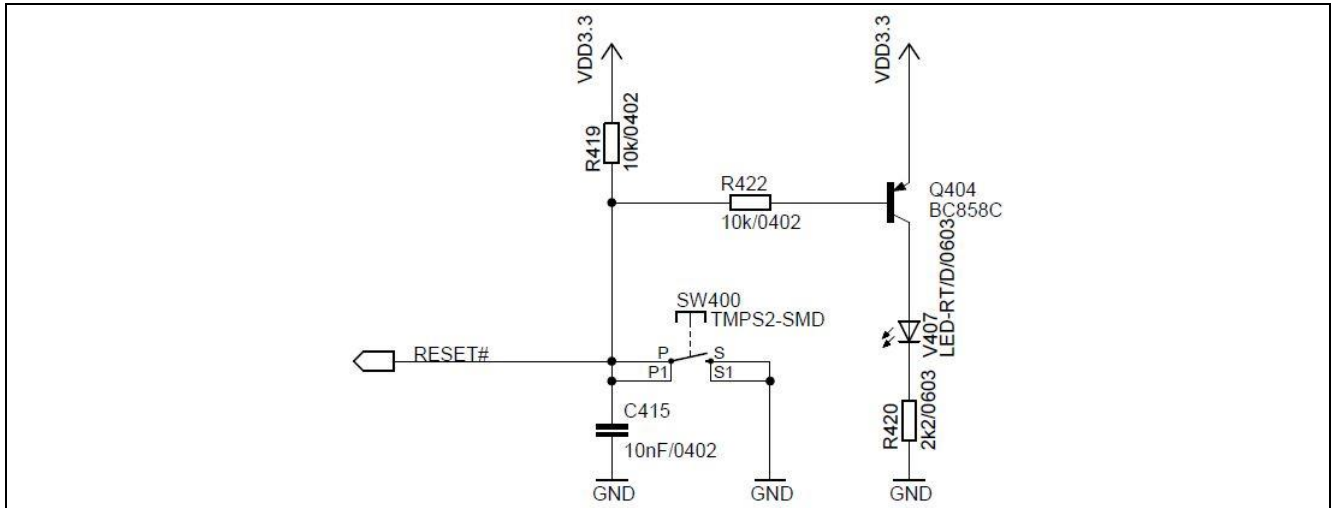 VDD3.3
VDD3.3
R419
10k/0402
R422
10k/0402
Q404
BC858C
SW400
TMPS2-SMD
V407
LED-RT/D/0603
RESET#
P
S
P1
S1
C415
10nF/0402
R420
2k2/0603
GND
GND
GND